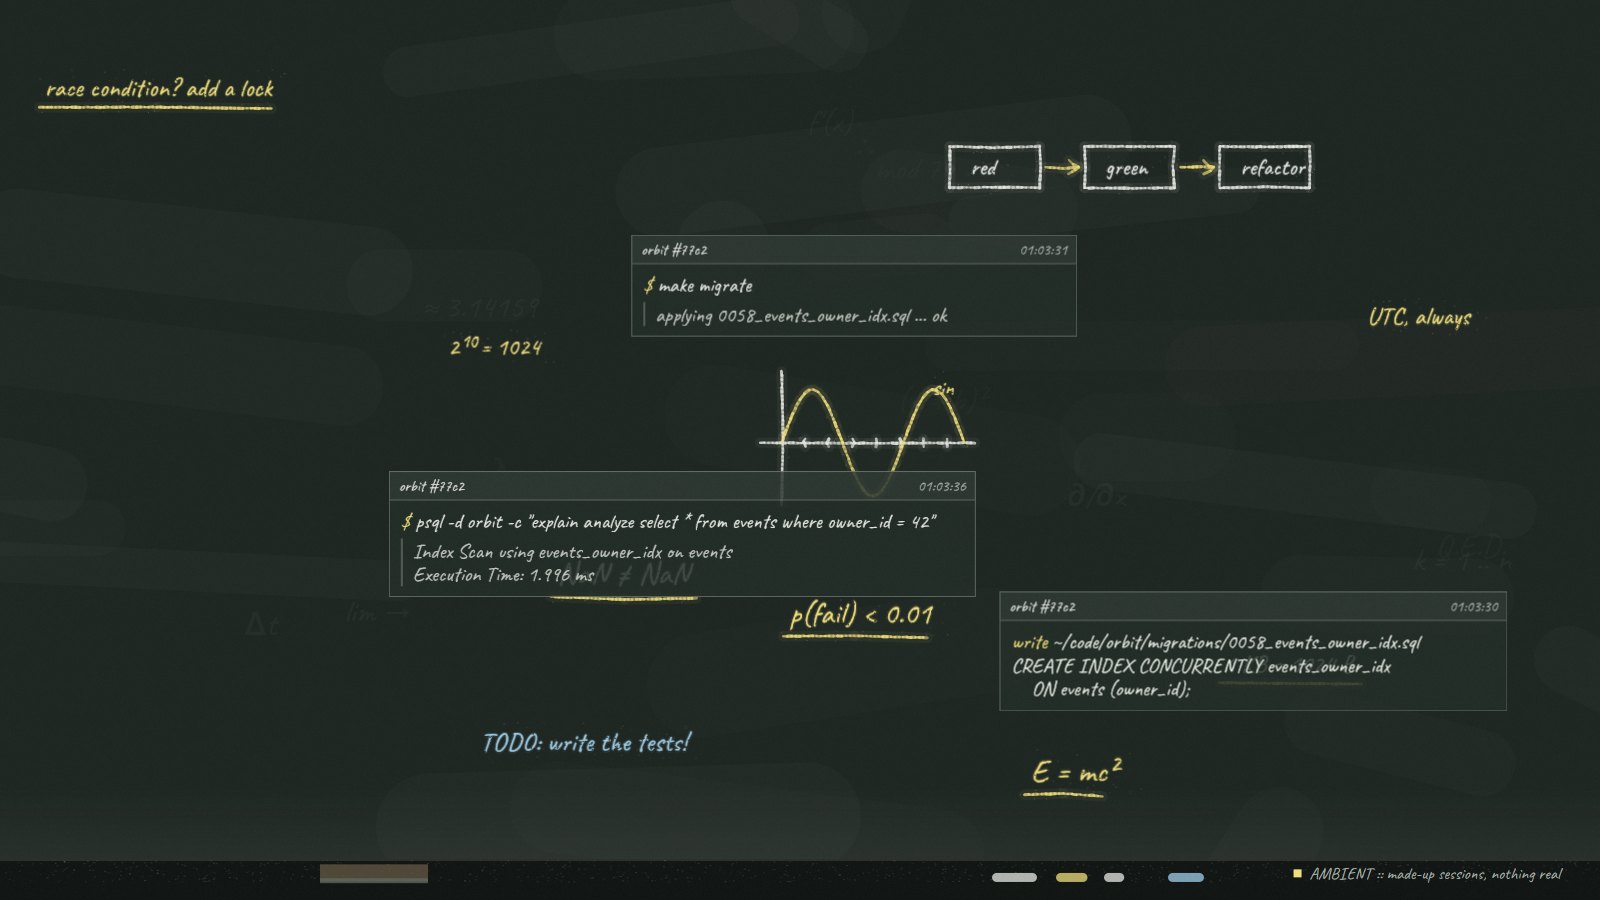 race condition? add a lock
red
green
refactor
orbit #77c2
01:03:31
$ make migrate
applying 0058_events_owner_idx.sql ... ok
UTC, always
≈ 3.14159
2¹⁰ = 1024
sin
orbit #77c2
01:03:36
$ psql -d orbit -c "explain analyze select * from events where owner_id = 42"
Index Scan using events_owner_idx on events
Execution Time: 1.996 ms
NaN ≠ NaN
∂/∂x
Q.E.D.
Δt
lim →
p(fail) < 0.01
orbit #77c2
01:03:30
write ~/code/orbit/migrations/0058_events_owner_idx.sql
CREATE INDEX CONCURRENTLY events_owner_idx
ON events (owner_id);
TODO: write the tests!
E = mc²
AMBIENT :: made-up sessions, nothing real